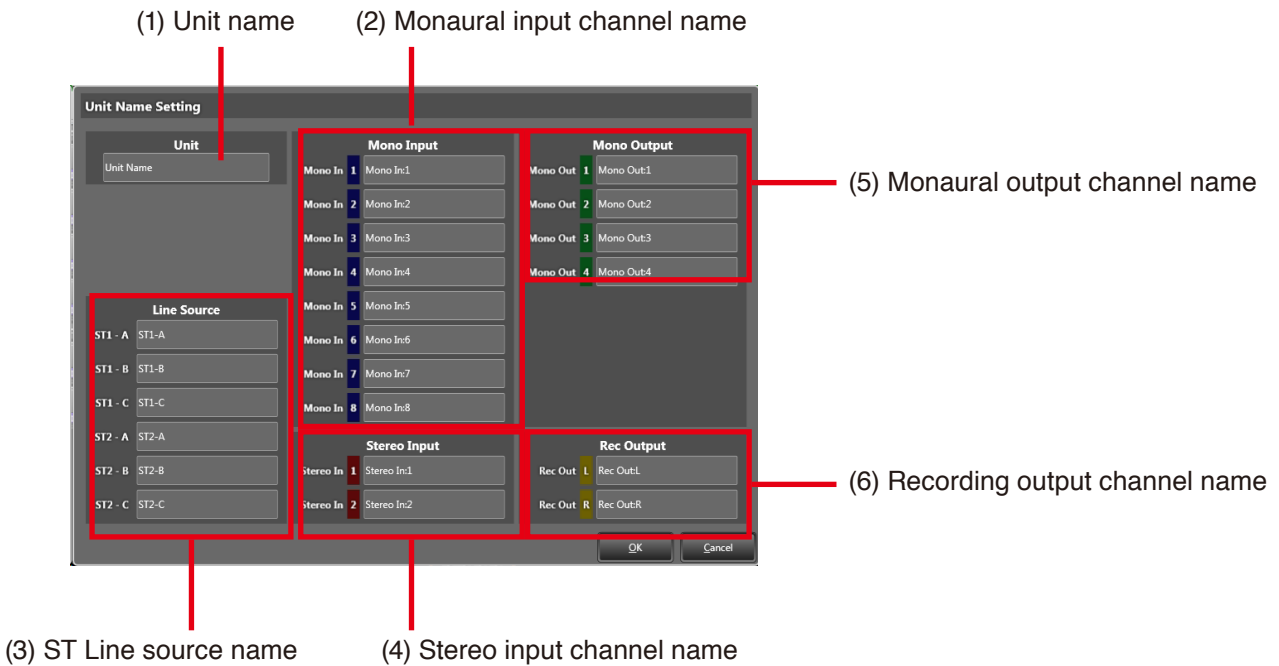 (1) Unit name
(2) Monaural input channel name
Unit Name Setting
Unit
Unit Name
Mono Input
Mono In 1 Mono In:1
Mono In 2 Mono In:2
Mono In 3 Mono In:3
Mono In 4 Mono In:4
Mono In 5 Mono In:5
Mono In 6 Mono In:6
Mono In 7 Mono In:7
Mono In 8 Mono In:8
Mono Output
Mono Out 1 Mono Out:1
Mono Out 2 Mono Out:2
Mono Out 3 Mono Out:3
Mono Out 4 Mono Out:4
(5) Monaural output channel name
Line Source
ST1 - A ST1-A
ST1 - B ST1-B
ST1 - C ST1-C
ST2 - A ST2-A
ST2 - B ST2-B
ST2 - C ST2-C
Stereo Input
Stereo In 1 Stereo In:1
Stereo In 2 Stereo In:2
Rec Output
Rec Out L Rec Out:L
Rec Out R Rec Out:R
(6) Recording output channel name
OK
Cancel
(3) ST Line source name
(4) Stereo input channel name